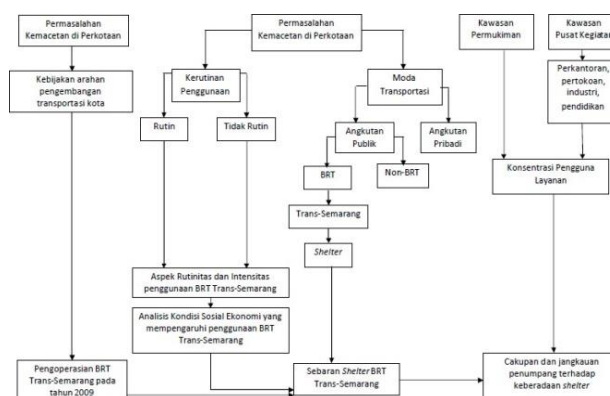 Permasalahan
Kemacetan di Perkotaan
Permasalahan
Kemacetan di Perkotaan
Kawasan
Permukiman
Kawasan
Pusat Kegiatan
Kebijakan arahan
pengembangan
transportasi kota
Kerutinan
Penggunaan
Moda
Transportasi
Perkantoran,
pertokoan,
industri,
pendidikan
Rutin
Tidak Rutin
Angkutan
Publik
Angkutan
Pribadi
BRT
Non-BRT
Konsentrasi Pengguna
Layanan
Trans-Semarang
Shelter
Aspek Rutinitas dan Intensitas
penggunaan BRT Trans-Semarang
Analisis Kondisi Sosial Ekonomi yang
mempengaruhi penggunaan BRT
Trans-Semarang
Pengoperasian BRT
Trans-Semarang pada
tahun 2009
Sebaran Shelter BRT
Trans-Semarang
Cakupan dan jangkauan
penumpang terhadap
keberadaan shelter